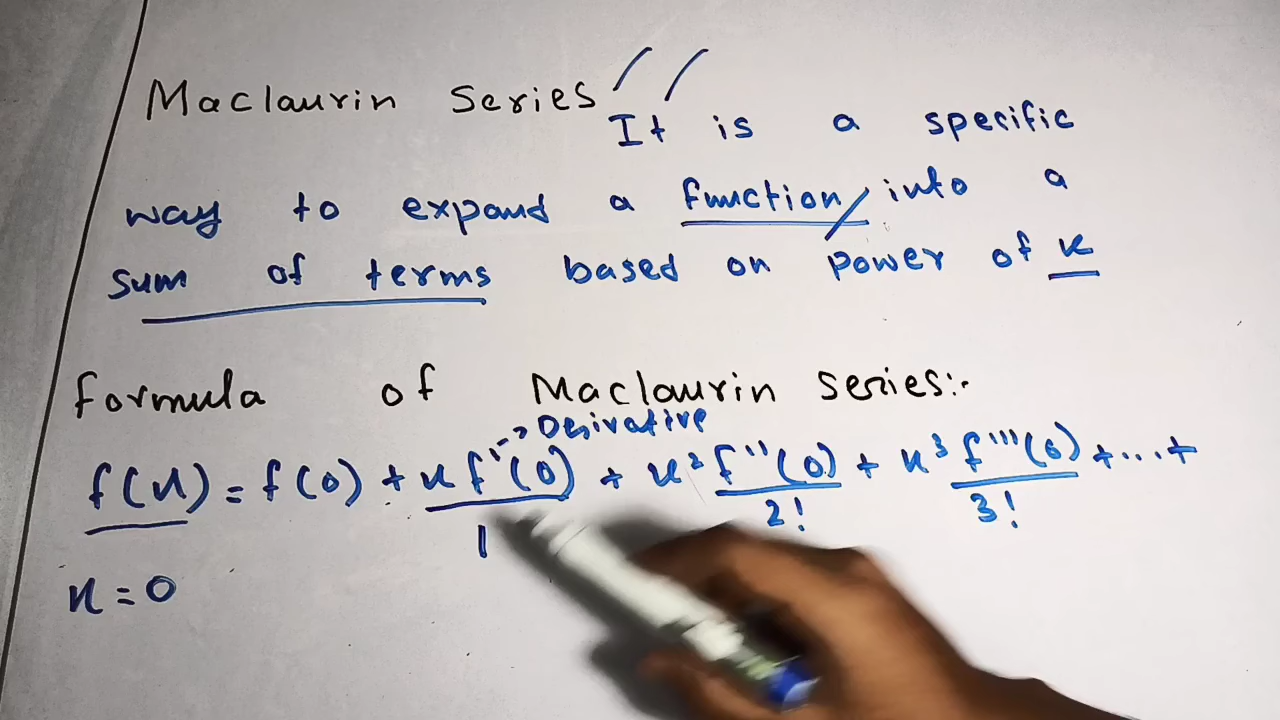 Maclaurin Series //
It is a specific
way to expand a function/ into a
sum of terms based on power of x
Formula of Maclaurin series:-
-> Derivative
f(x) = f(0) + x f'(0)/1 + x² f''(0)/2! + x³ f'''(0)/3! + ... +
x = 0